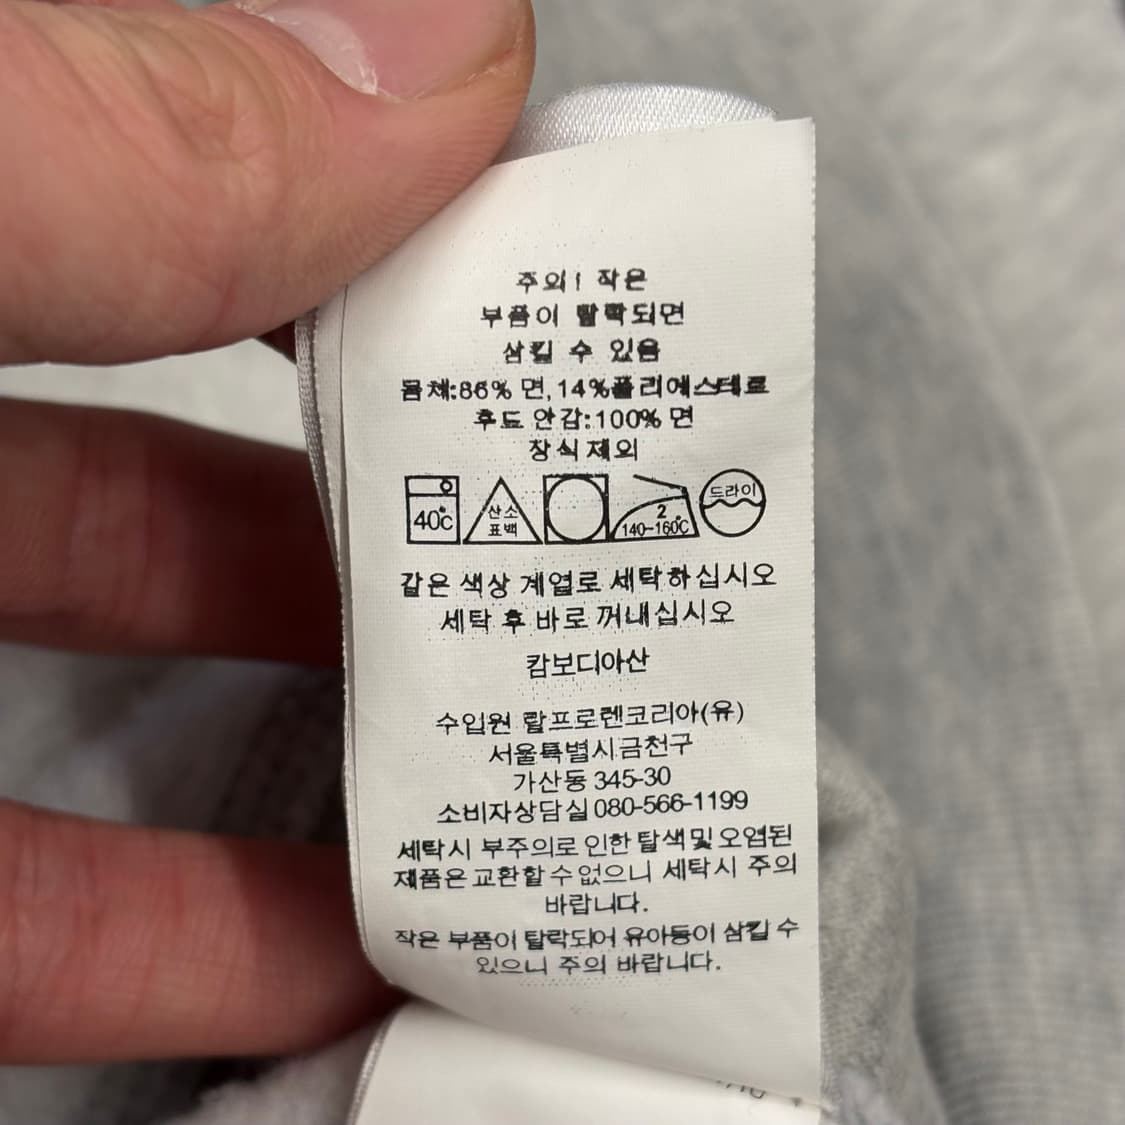 주의! 작은
부품이 탈락되면
삼킬 수 있음
몸체:86% 면, 14%폴리에스테르
후드 안감:100% 면
장식 제외
40℃
산소
표백
2
140~160℃
드라이
같은 색상 계열로 세탁하십시오
세탁 후 바로 꺼내십시오
캄보디아산
수입원 랄프로렌코리아(유)
서울특별시금천구
가산동 345-30
소비자상담실 080-566-1199
세탁시 부주의로 인한 탈색및 오염된
제품은 교환할 수 없으니 세탁시 주의
바랍니다.
작은 부품이 탈락되어 유아등이 삼킬 수
있으니 주의 바랍니다.